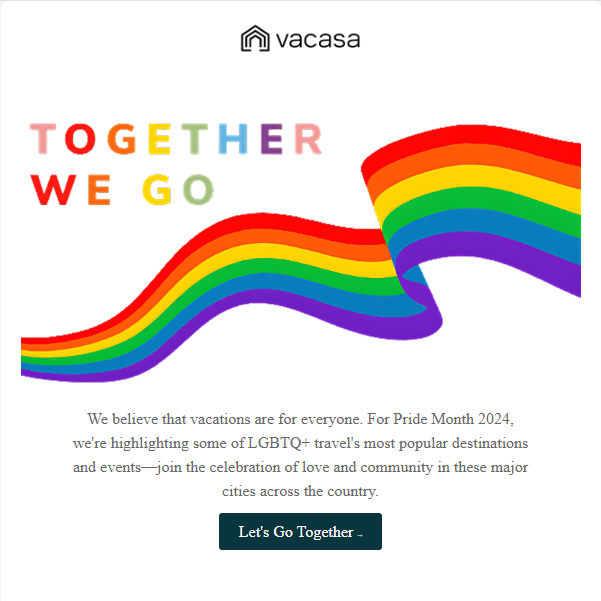 vacasa
TOGETHER
WE GO
We believe that vacations are for everyone. For Pride Month 2024,
we're highlighting some of LGBTQ+ travel's most popular destinations
and events—join the celebration of love and community in these major
cities across the country.
Let's Go Together →